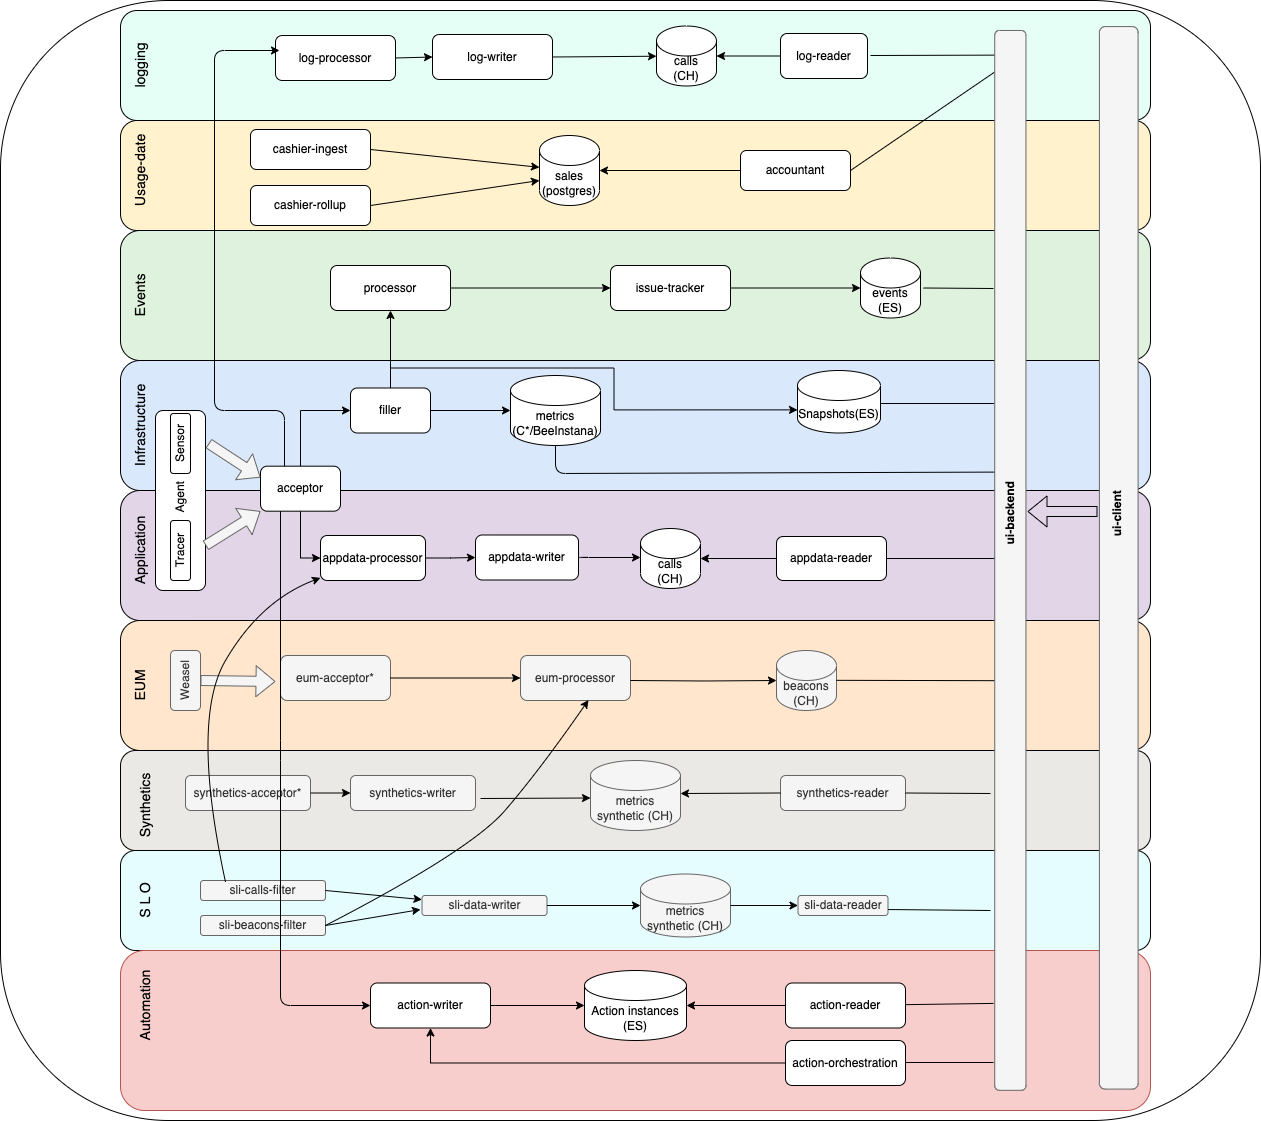 logging
log-processor
log-writer
calls
(CH)
log-reader
Usage-date
cashier-ingest
cashier-rollup
sales
(postgres)
accountant
Events
processor
issue-tracker
events
(ES)
Infrastructure
filler
metrics
(C*/BeeInstana)
Snapshots(ES)
Sensor
Agent
Tracer
acceptor
ui-backend
ui-client
Application
appdata-processor
appdata-writer
calls
(CH)
appdata-reader
EUM
Weasel
eum-acceptor*
eum-processor
beacons
(CH)
Synthetics
synthetics-acceptor*
synthetics-writer
metrics
synthetic (CH)
synthetics-reader
S L O
sli-calls-filter
sli-beacons-filter
sli-data-writer
metrics
synthetic (CH)
sli-data-reader
Automation
action-writer
Action instances
(ES)
action-reader
action-orchestration